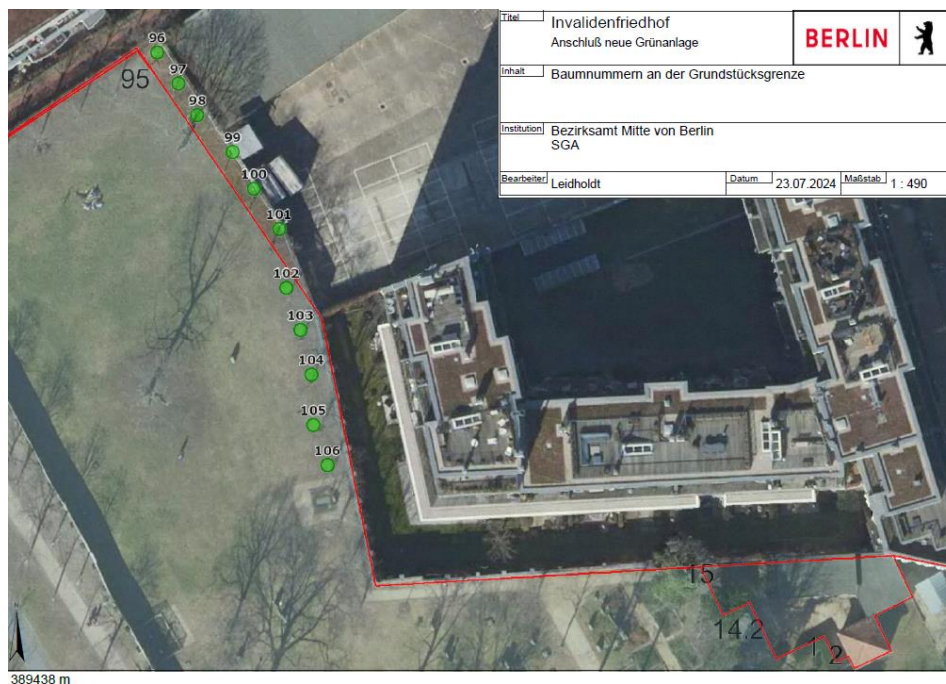 Titel
Invalidenfriedhof
Anschluß neue Grünanlage
BERLIN
Inhalt
Baumnummern an der Grundstücksgrenze
Institution
Bezirksamt Mitte von Berlin
SGA
Bearbeiter
Leidholdt
Datum
23.07.2024
Maßstab
1 : 490
96
95
97
98
99
100
101
102
103
104
105
106
15
14.2
1
2
389438 m